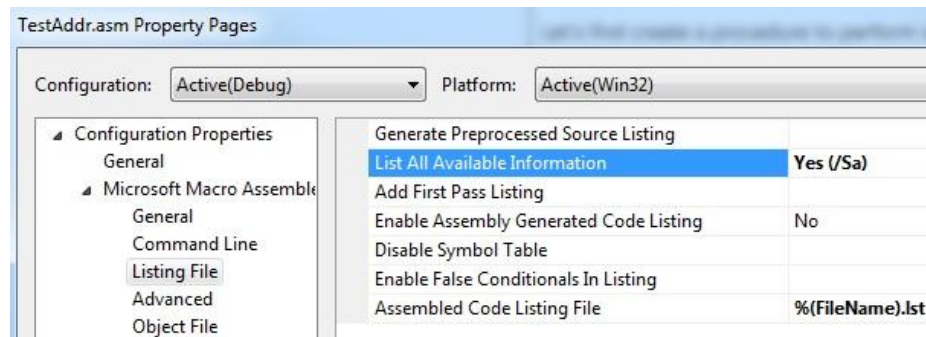 TestAddr.asm Property Pages
Configuration: Active(Debug) Platform: Active(Win32)
Configuration Properties
General
Microsoft Macro Assemble
General
Command Line
Listing File
Advanced
Object File
Generate Preprocessed Source Listing
List All Available Information Yes (/Sa)
Add First Pass Listing
Enable Assembly Generated Code Listing No
Disable Symbol Table
Enable False Conditionals In Listing
Assembled Code Listing File %(FileName).lst